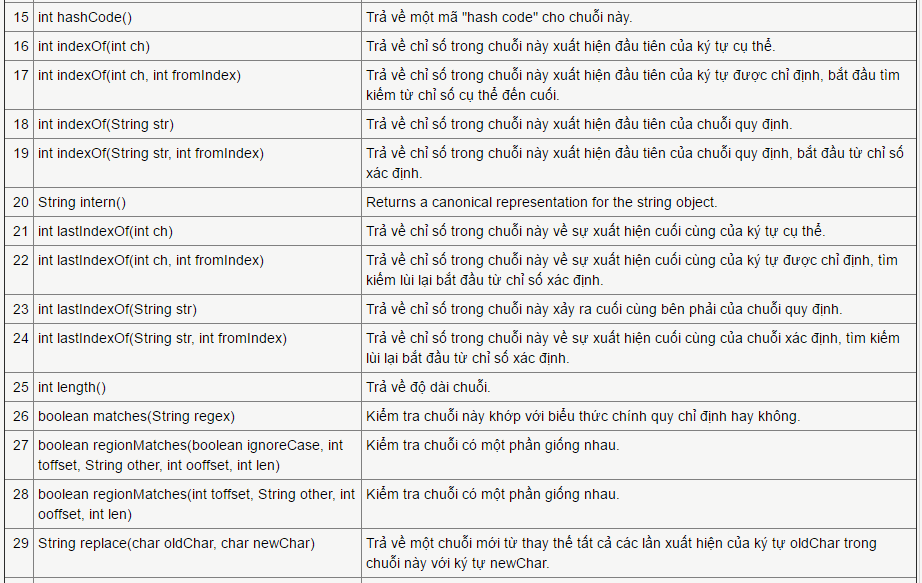 15 int hashCode() Trả về một mã "hash code" cho chuỗi này.
16 int indexOf(int ch) Trả về chỉ số trong chuỗi này xuất hiện đầu tiên của ký tự cụ thể.
17 int indexOf(int ch, int fromIndex) Trả về chỉ số trong chuỗi này xuất hiện đầu tiên của ký tự được chỉ định, bắt đầu tìm
kiếm từ chỉ số cụ thể đến cuối.
18 int indexOf(String str) Trả về chỉ số trong chuỗi này xuất hiện đầu tiên của chuỗi quy định.
19 int indexOf(String str, int fromIndex) Trả về chỉ số trong chuỗi này xuất hiện đầu tiên của chuỗi quy định, bắt đầu từ chỉ số
xác định.
20 String intern() Returns a canonical representation for the string object.
21 int lastIndexOf(int ch) Trả về chỉ số trong chuỗi này về sự xuất hiện cuối cùng của ký tự cụ thể.
22 int lastIndexOf(int ch, int fromIndex) Trả về chỉ số trong chuỗi này về sự xuất hiện cuối cùng của ký tự được chỉ định, tìm
kiếm lùi lại bắt đầu từ chỉ số xác định.
23 int lastIndexOf(String str) Trả về chỉ số trong chuỗi này xảy ra cuối cùng bên phải của chuỗi quy định.
24 int lastIndexOf(String str, int fromIndex) Trả về chỉ số trong chuỗi này về sự xuất hiện cuối cùng của chuỗi xác định, tìm kiếm
lùi lại bắt đầu từ chỉ số xác định.
25 int length() Trả về độ dài chuỗi.
26 boolean matches(String regex) Kiểm tra chuỗi này khớp với biểu thức chính quy chỉ định hay không.
27 boolean regionMatches(boolean ignoreCase, int Kiểm tra chuỗi có một phần giống nhau.
toffset, String other, int ooffset, int len)
28 boolean regionMatches(int toffset, String other, int Kiểm tra chuỗi có một phần giống nhau.
ooffset, int len)
29 String replace(char oldChar, char newChar) Trả về một chuỗi mới từ thay thế tất cả các lần xuất hiện của ký tự oldChar trong
chuỗi này với ký tự newChar.